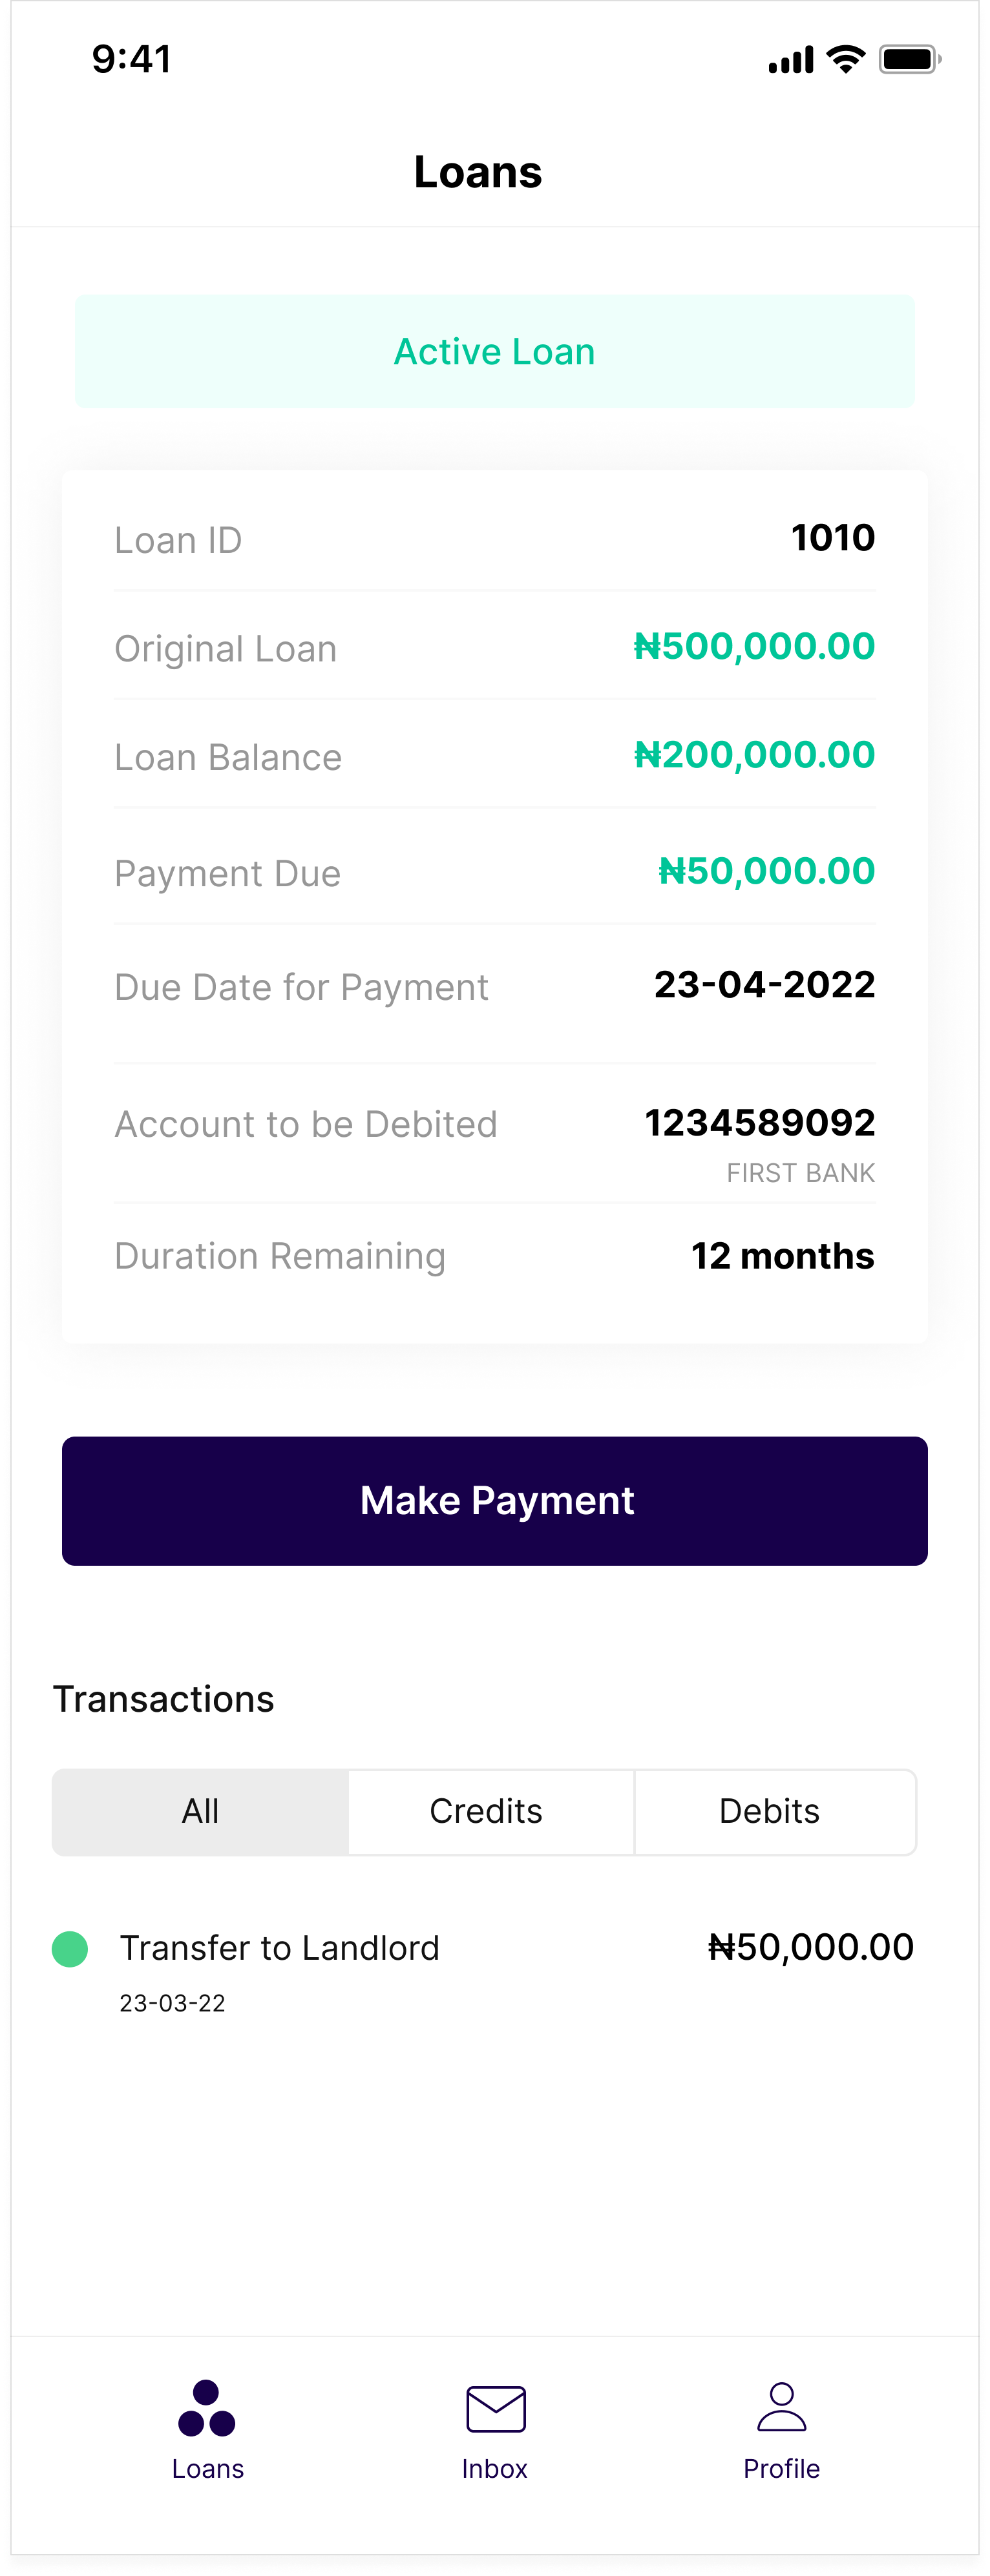 9:41
Loans
Active Loan
Loan ID 1010
Original Loan ₦500,000.00
Loan Balance ₦200,000.00
Payment Due ₦50,000.00
Due Date for Payment 23-04-2022
Account to be Debited 1234589092
FIRST BANK
Duration Remaining 12 months
Make Payment
Transactions
All Credits Debits
Transfer to Landlord ₦50,000.00
23-03-22
Loans Inbox Profile